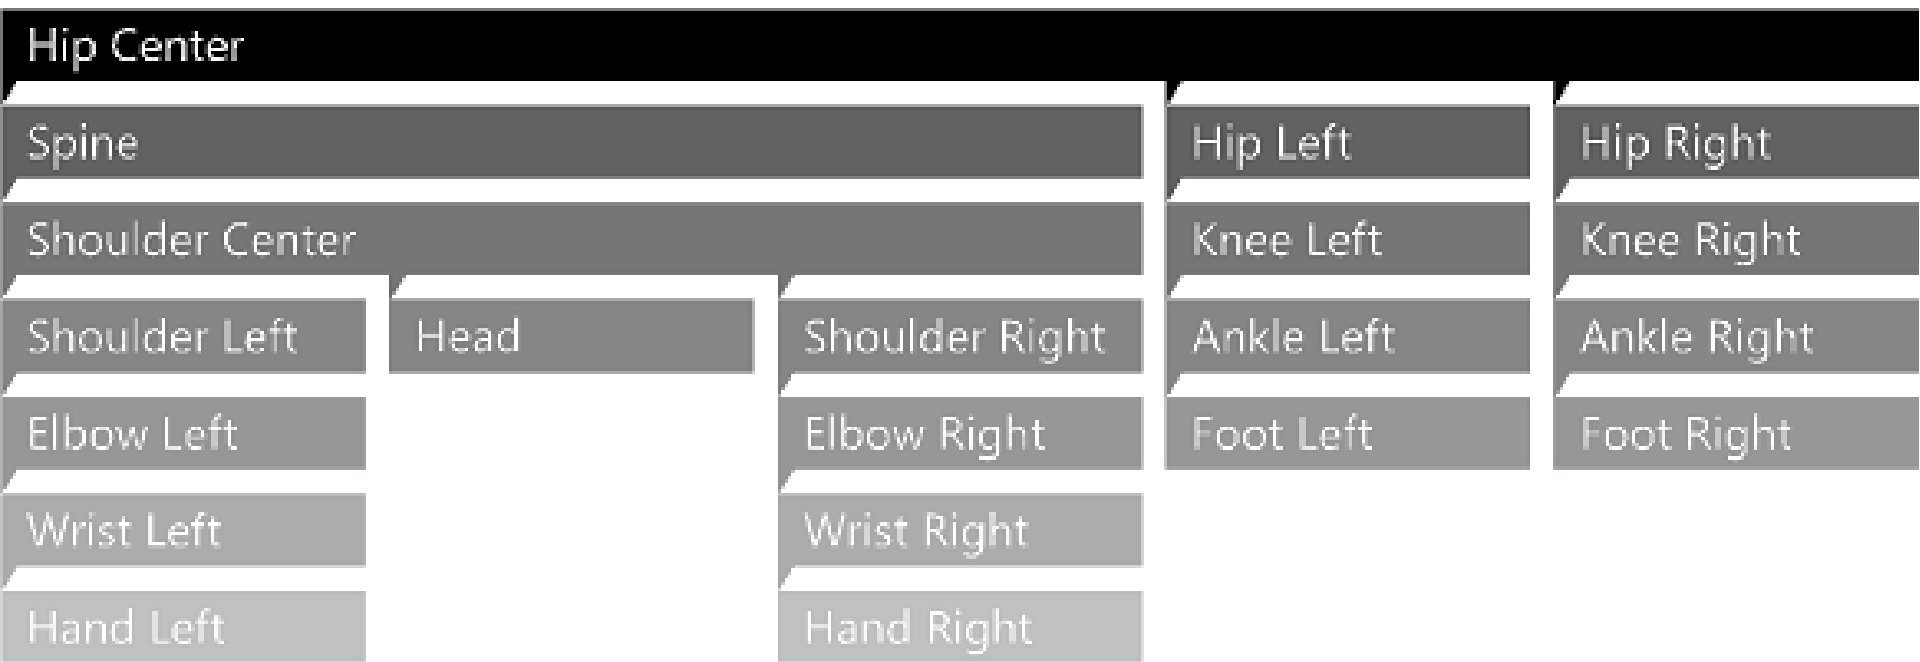 Hip Center
Spine Hip Left Hip Right
Shoulder Center Knee Left Knee Right
Shoulder Left Head Shoulder Right Ankle Left Ankle Right
Elbow Left Elbow Right Foot Left Foot Right
Wrist Left Wrist Right
Hand Left Hand Right